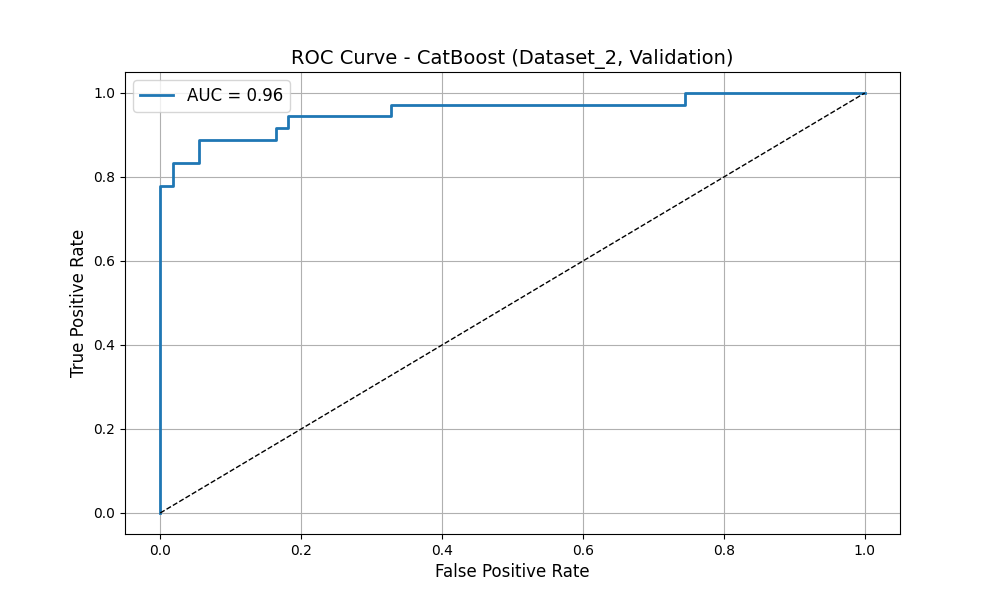 ROC Curve - CatBoost (Dataset_2, Validation)
AUC = 0.96
True Positive Rate
1.0
0.8
0.6
0.4
0.2
0.0
0.0 0.2 0.4 0.6 0.8 1.0
False Positive Rate